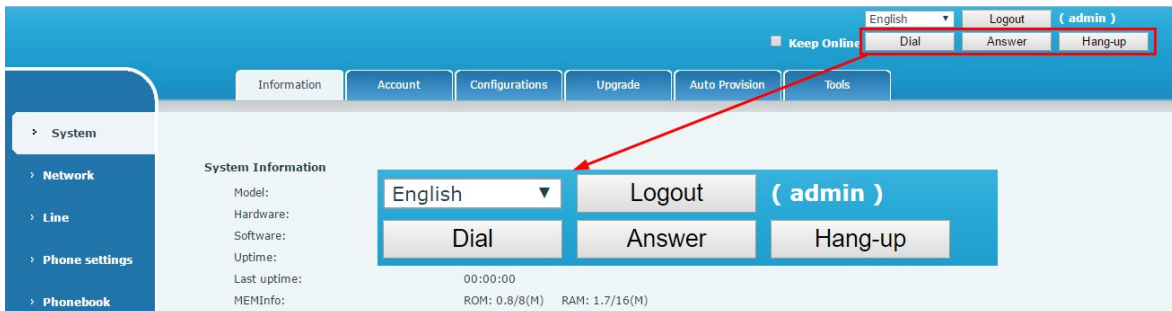 English ▼ Logout ( admin )
Keep Online Dial Answer Hang-up
Information Account Configurations Upgrade Auto Provision Tools
› System
› Network
› Line
› Phone settings
› Phonebook
System Information
Model:
Hardware:
Software:
Uptime:
Last uptime: 00:00:00
MEMInfo: ROM: 0.8/8(M) RAM: 1.7/16(M)
English ▼ Logout ( admin )
Dial Answer Hang-up